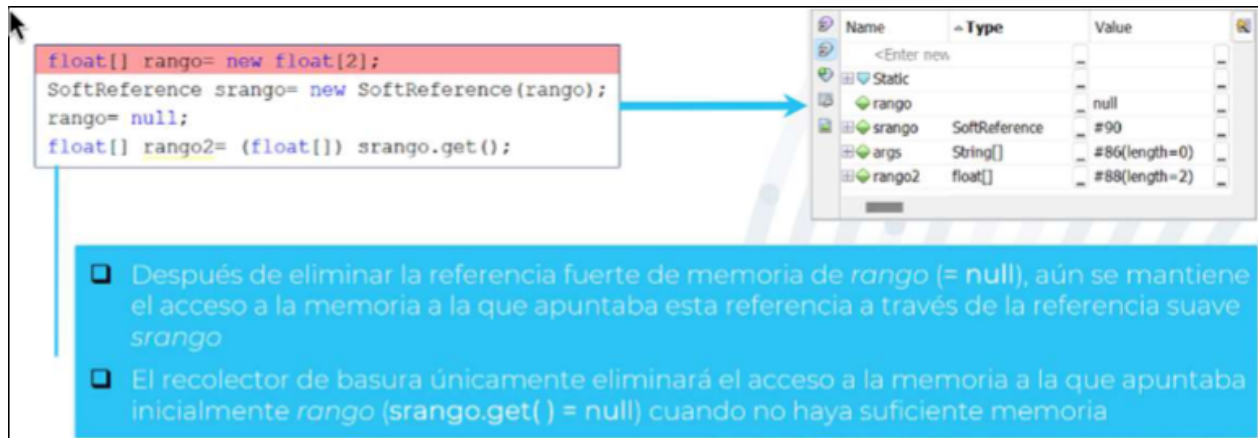 float[] rango= new float[2];
SoftReference srango= new SoftReference(rango);
rango= null;
float[] rango2= (float[]) srango.get();
Name Type Value
<Enter new
Static
rango null
srango SoftReference #90
args String[] #86(length=0)
rango2 float[] #88(length=2)
Después de eliminar la referencia fuerte de memoria de rango (= null), aún se mantiene
el acceso a la memoria a la que apuntaba esta referencia a través de la referencia suave
srango
El recolector de basura únicamente eliminará el acceso a la memoria a la que apuntaba
inicialmente rango (srango.get( ) = null) cuando no haya suficiente memoria